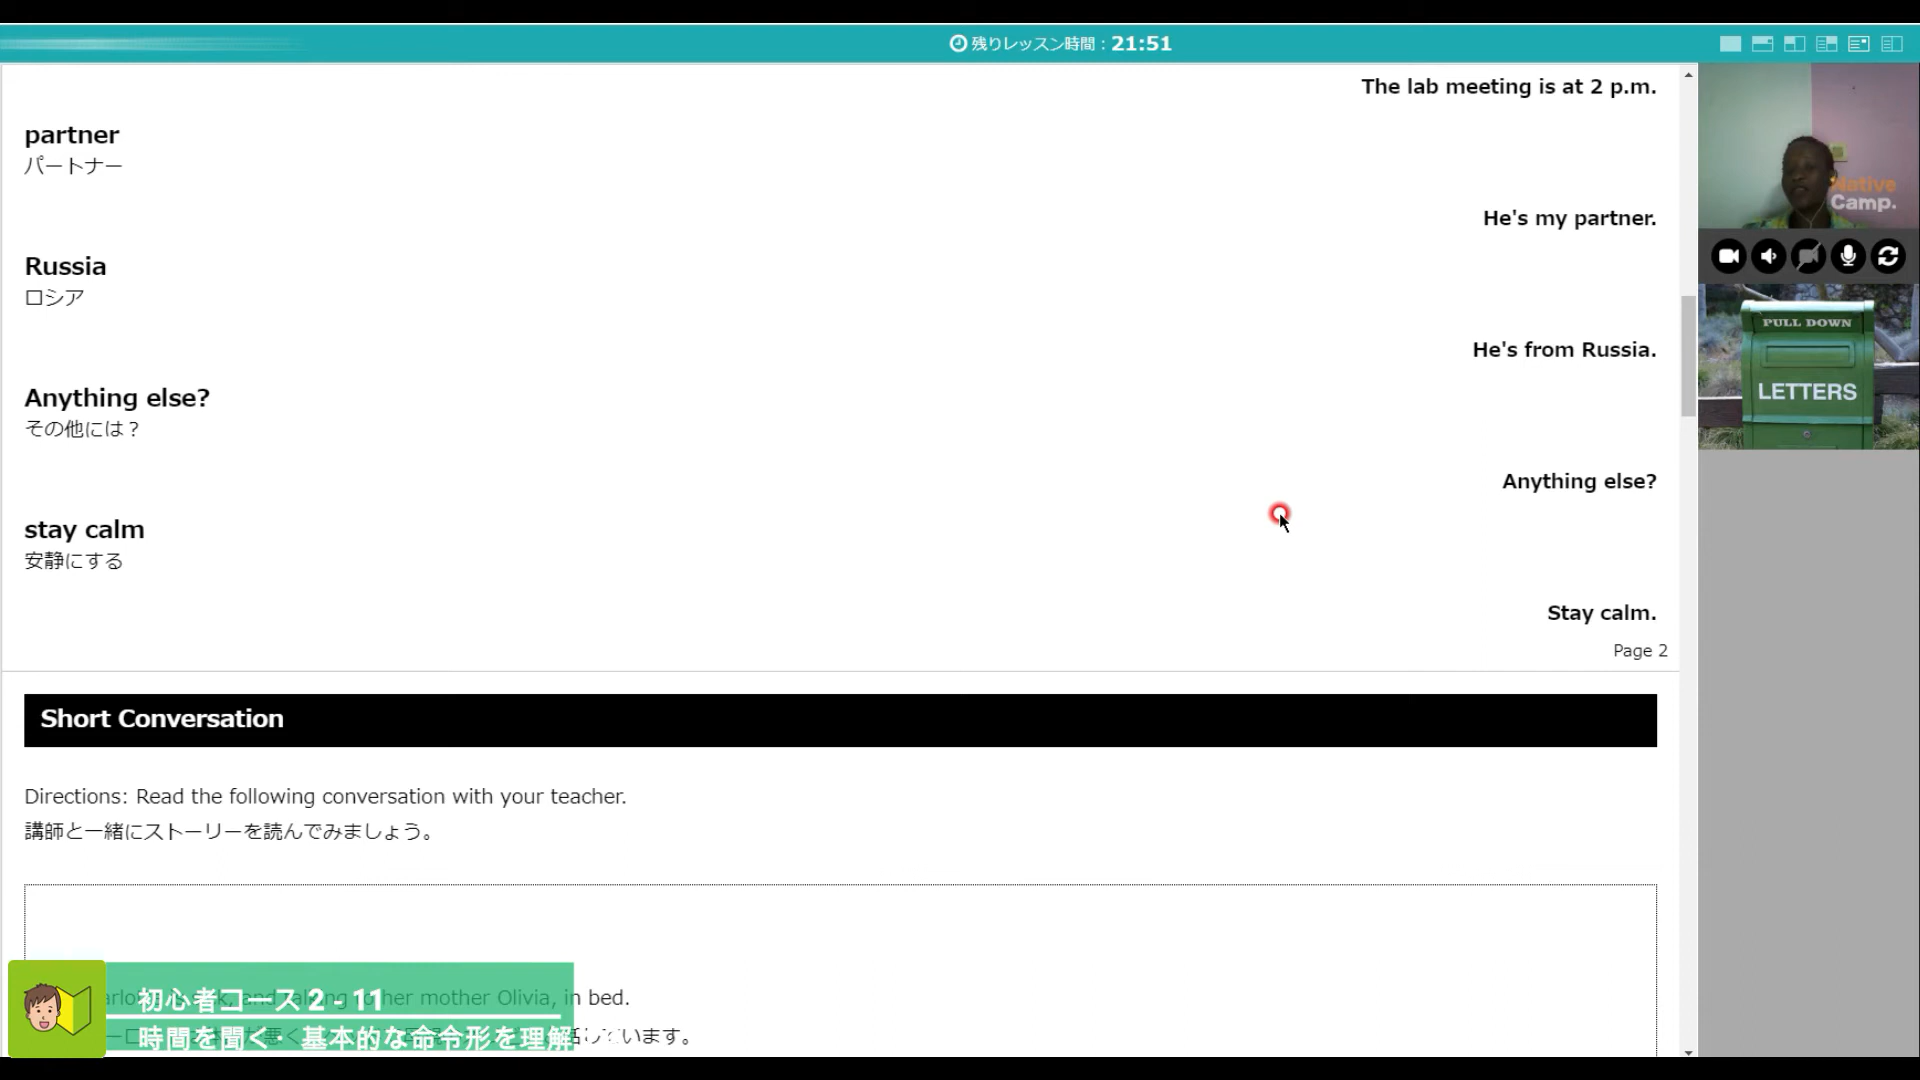 残りレッスン時間：21:51
The lab meeting is at 2 p.m.
partner
パートナー
He's my partner.
Russia
ロシア
He's from Russia.
Anything else?
その他には？
Anything else?
stay calm
安静にする
Stay calm.
Page 2
Short Conversation
Directions: Read the following conversation with your teacher.
講師と一緒にストーリーを読んでみましょう。
her mother Olivia, in bed.
います。
初心者コース2-11
時間を聞く・基本的な命令形を理解
Native
Camp.
PULL DOWN
LETTERS